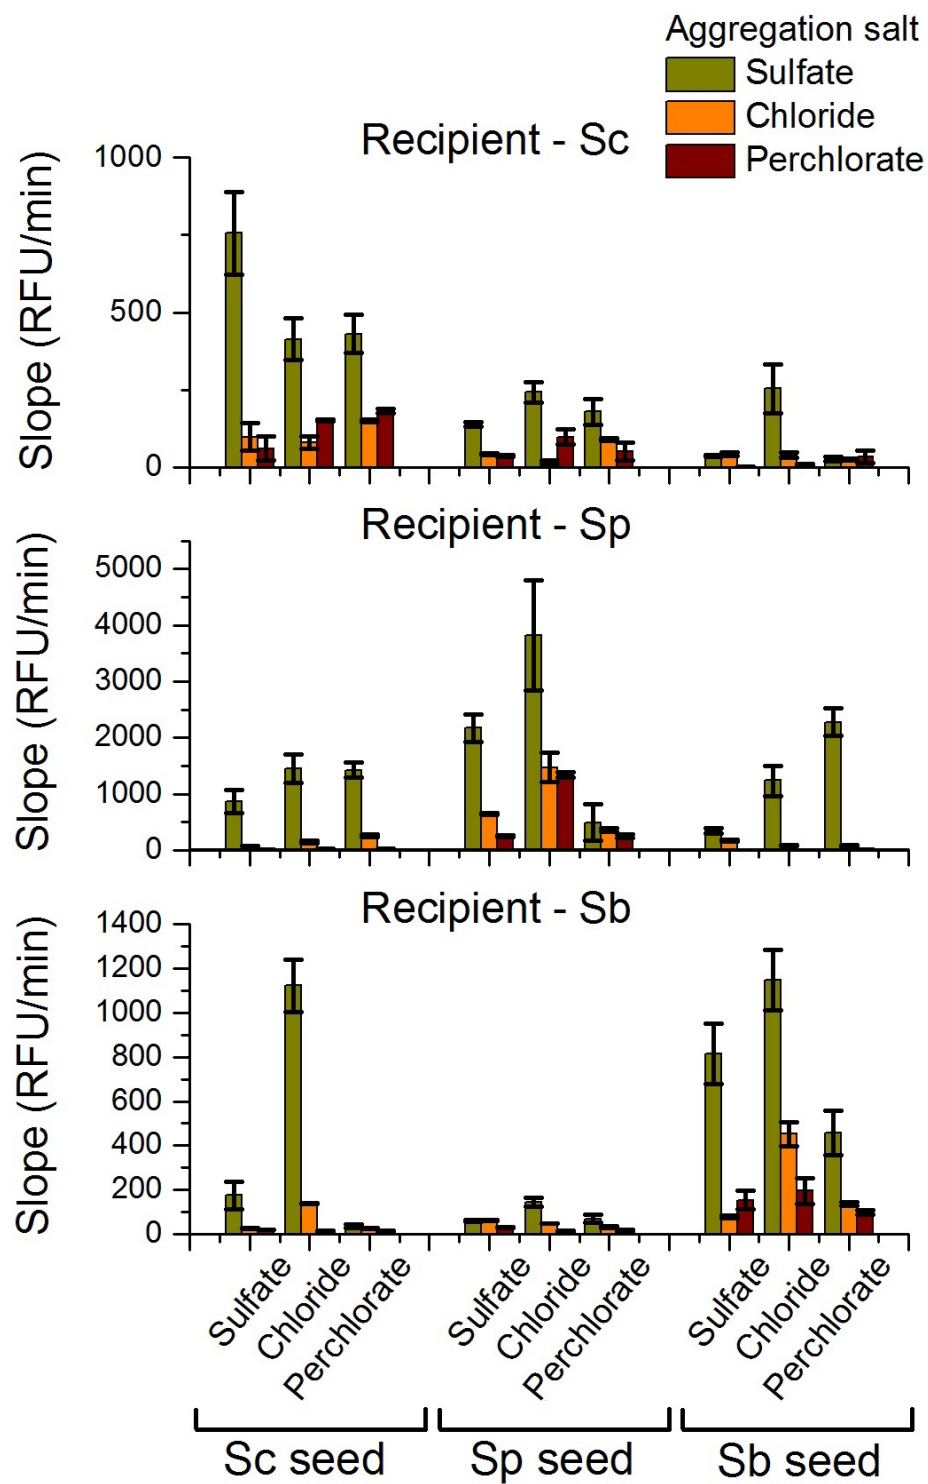 Aggregation salt
Sulfate
Chloride
Perchlorate
Recipient - Sc
Slope (RFU/min)
1000
500
0
Recipient - Sp
Slope (RFU/min)
5000
4000
3000
2000
1000
0
Recipient - Sb
Slope (RFU/min)
1400
1200
1000
800
600
400
200
0
Sulfate
Chloride
Perchlorate
Sulfate
Chloride
Perchlorate
Sulfate
Chloride
Perchlorate
Sc seed
Sp seed
Sb seed